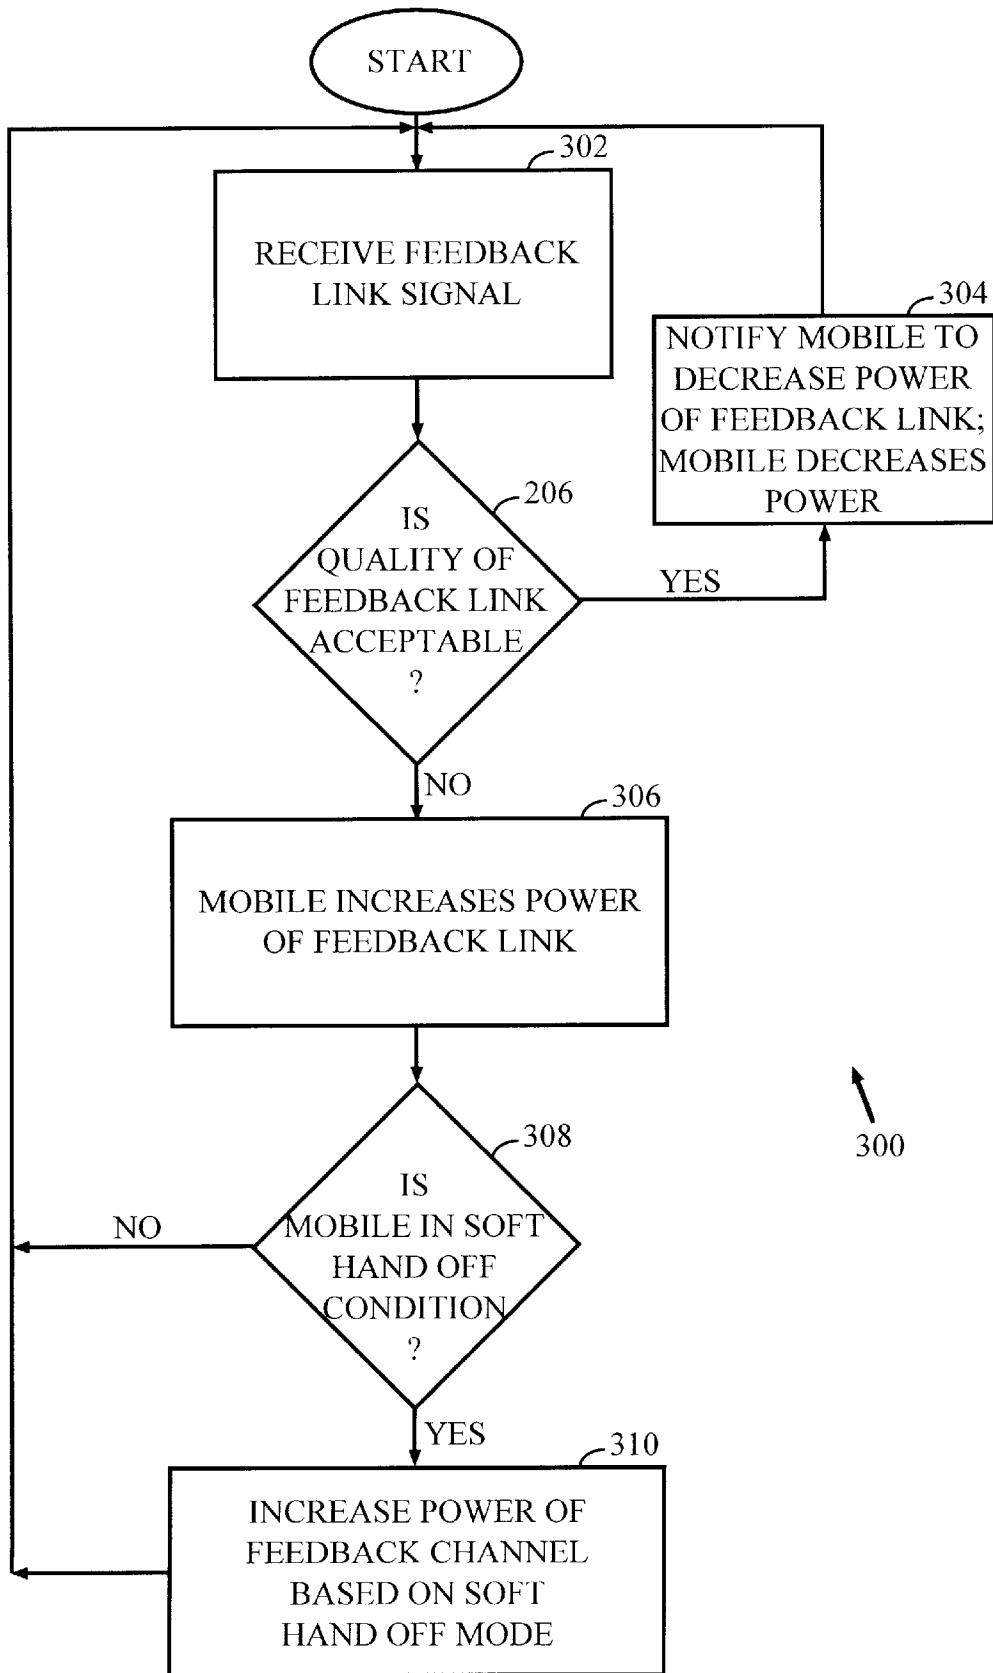 START
302
RECEIVE FEEDBACK
LINK SIGNAL
304
NOTIFY MOBILE TO
DECREASE POWER
OF FEEDBACK LINK;
MOBILE DECREASES
POWER
206
IS
QUALITY OF
FEEDBACK LINK
ACCEPTABLE
?
YES
NO
306
MOBILE INCREASES POWER
OF FEEDBACK LINK
300
308
IS
MOBILE IN SOFT
HAND OFF
CONDITION
?
NO
YES
310
INCREASE POWER OF
FEEDBACK CHANNEL
BASED ON SOFT
HAND OFF MODE